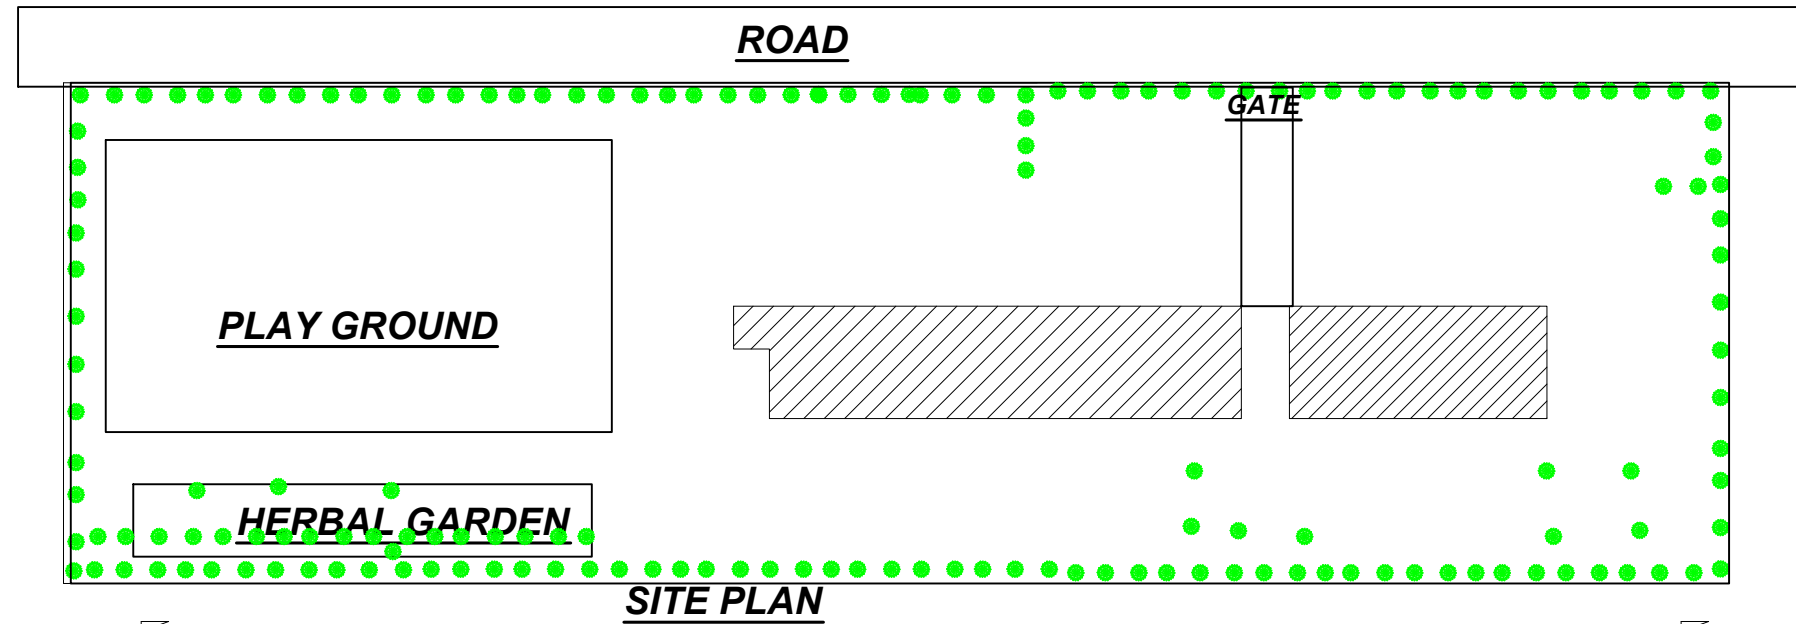 ROAD
GATE
PLAY GROUND
HERBAL GARDEN
SITE PLAN